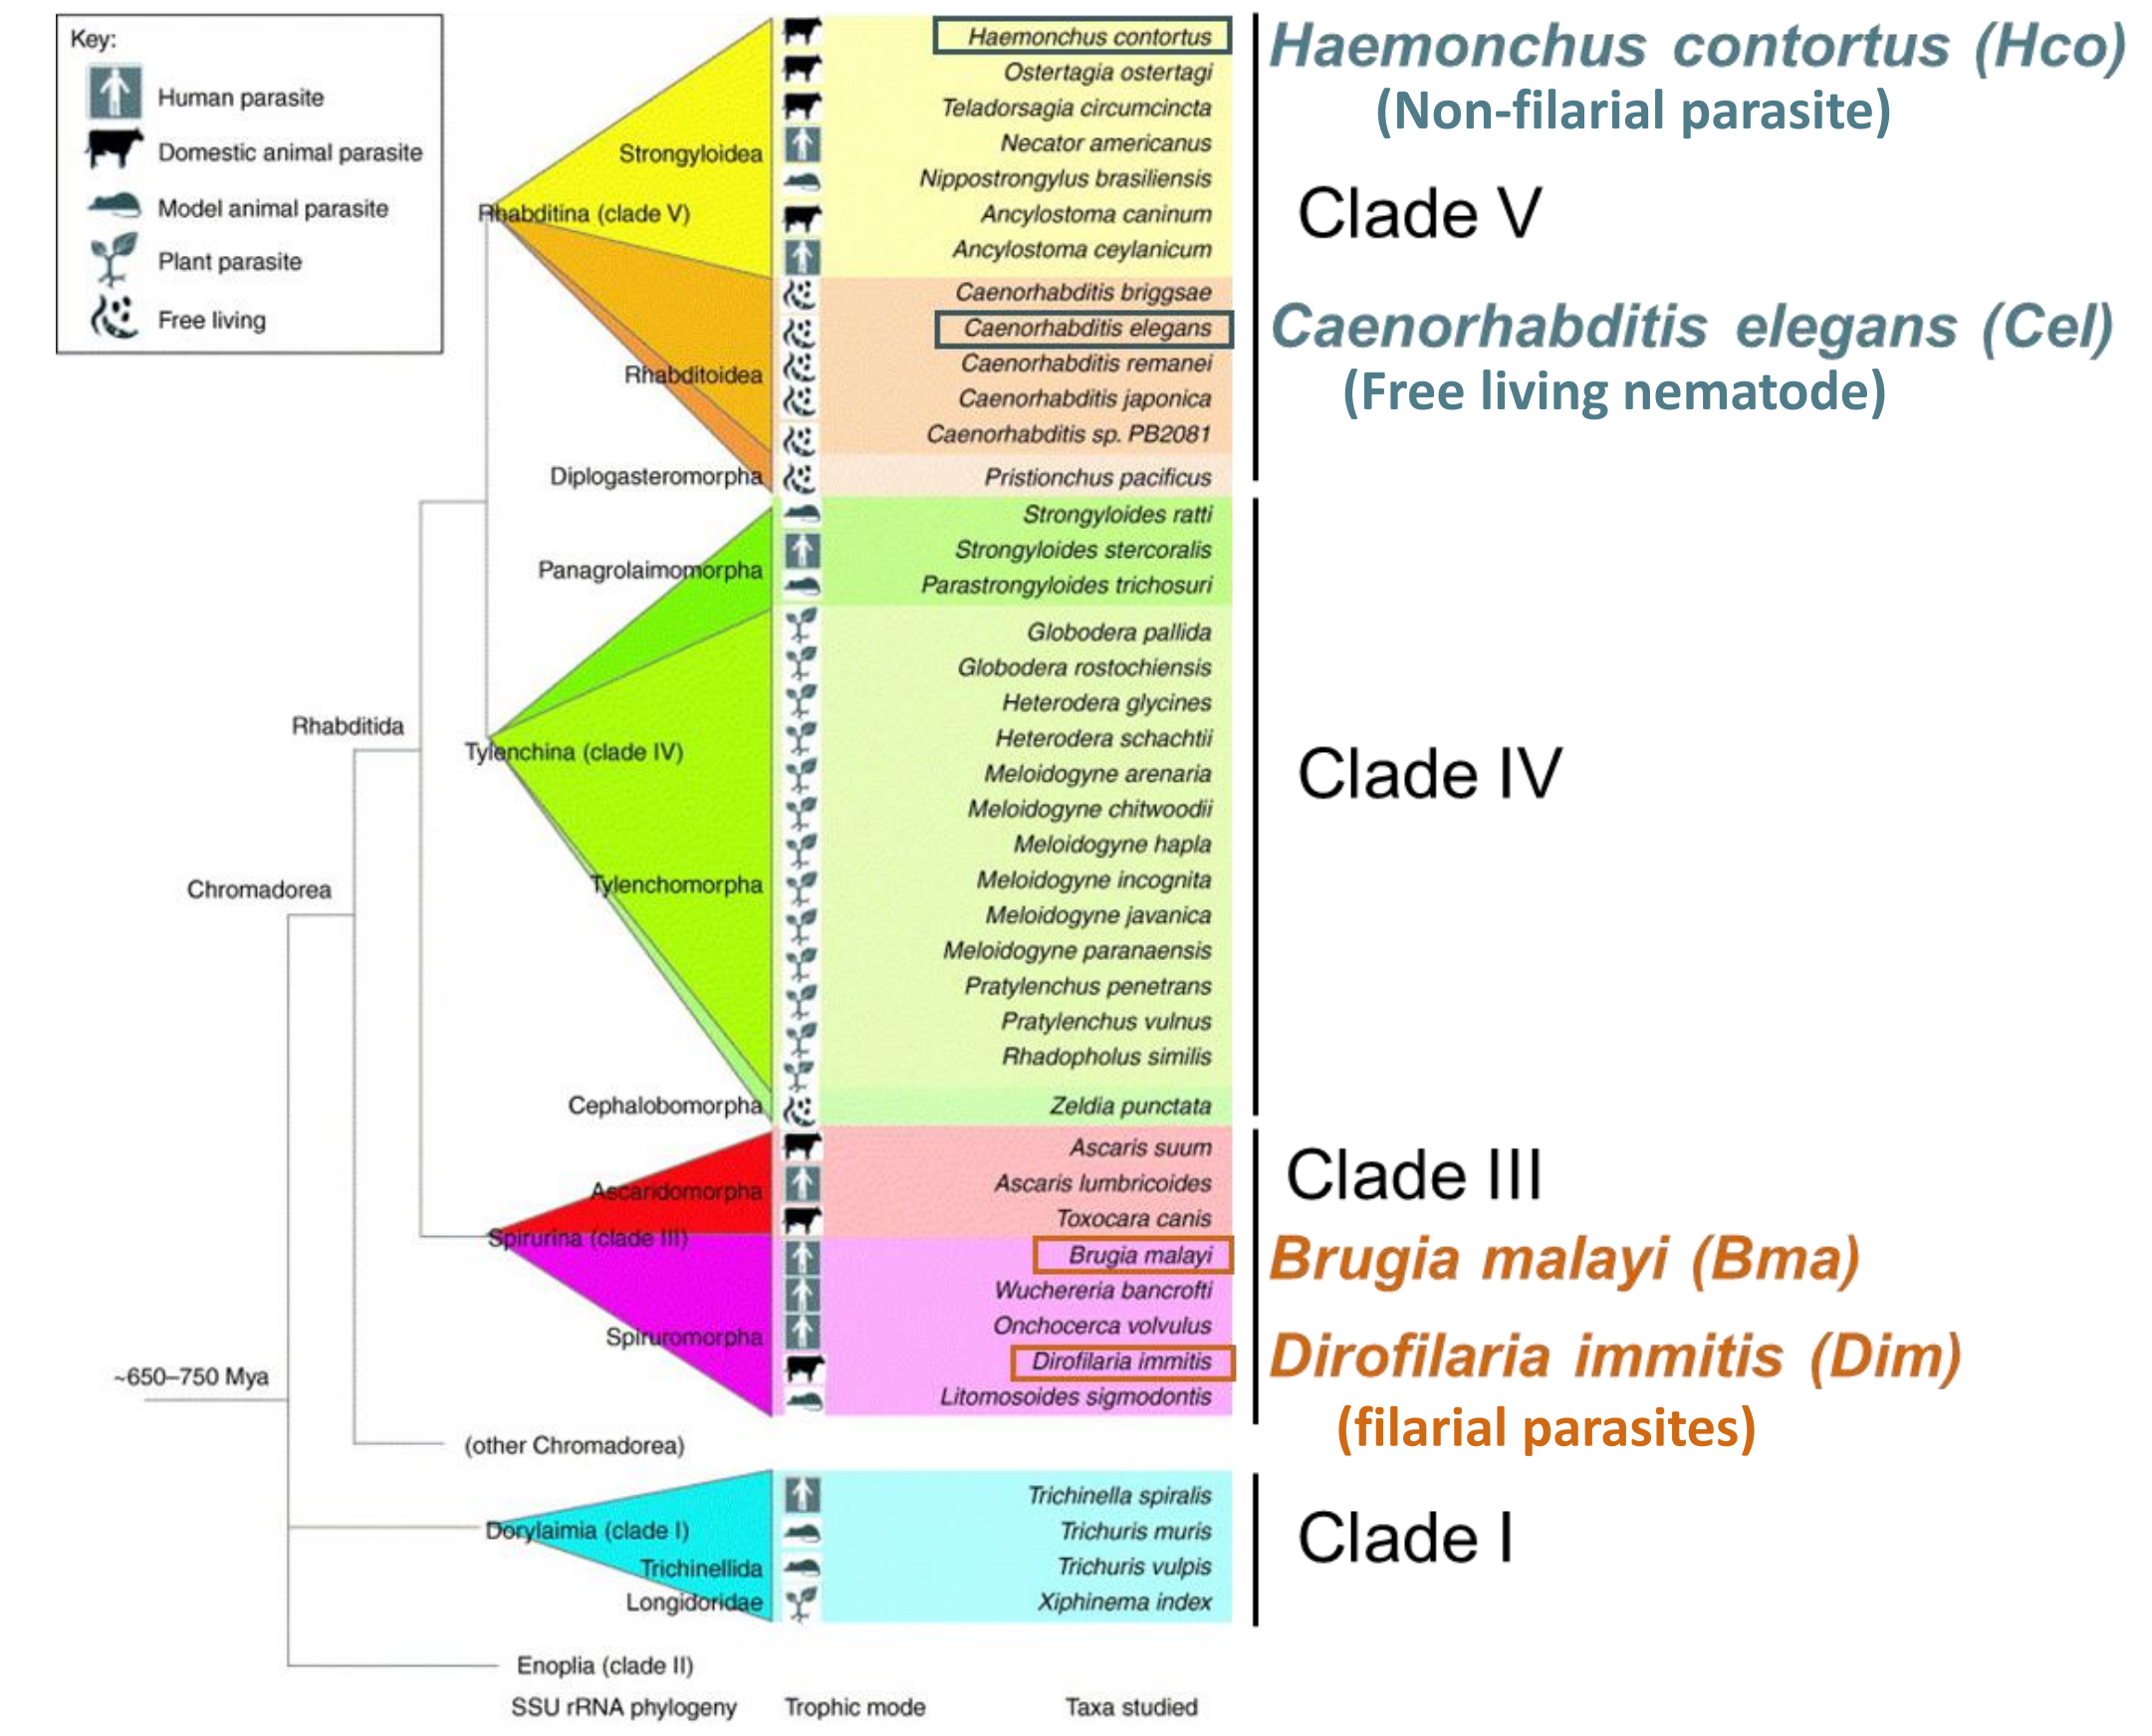 Key:
Human parasite
Domestic animal parasite
Model animal parasite
Plant parasite
Free living
Haemonchus contortus
Ostertagia ostertagi
Teladorsagia circumcincta
Necator americanus
Nippostrongylus brasiliensis
Ancylostoma caninum
Ancylostoma ceylanicum
Caenorhabditis briggsae
Caenorhabditis elegans
Caenorhabditis remanei
Caenorhabditis japonica
Caenorhabditis sp. PB2081
Pristionchus pacificus
Strongyloides ratti
Strongyloides stercoralis
Parastrongyloides trichosuri
Globodera pallida
Globodera rostochiensis
Heterodera glycines
Heterodera schachtii
Meloidogyne arenaria
Meloidogyne chitwoodii
Meloidogyne hapla
Meloidogyne incognita
Meloidogyne javanica
Meloidogyne paranaensis
Pratylenchus penetrans
Pratylenchus vulnus
Rhadopholus similis
Zeldia punctata
Ascaris suum
Ascaris lumbricoides
Toxocara canis
Brugia malayi
Wuchereria bancrofti
Onchocerca volvulus
Dirofilaria immitis
Litomosoides sigmodontis
Trichinella spiralis
Trichuris muris
Trichuris vulpis
Xiphinema index
Strongyloidea
Rhabditina (clade V)
Rhabditoidea
Diplogasteromorpha
Panagrolaimomorpha
Rhabditida
Tylenchina (clade IV)
Tylenchomorpha
Chromadorea
Cephalobomorpha
Ascaridomorpha
Spirurina (clade III)
Spiruromorpha
~650–750 Mya
(other Chromadorea)
Dorylaimia (clade I)
Trichinellida
Longidoridae
Enoplia (clade II)
SSU rRNA phylogeny
Trophic mode
Taxa studied
Haemonchus contortus (Hco)
(Non-filarial parasite)
Clade V
Caenorhabditis elegans (Cel)
(Free living nematode)
Clade IV
Clade III
Brugia malayi (Bma)
Dirofilaria immitis (Dim)
(filarial parasites)
Clade I